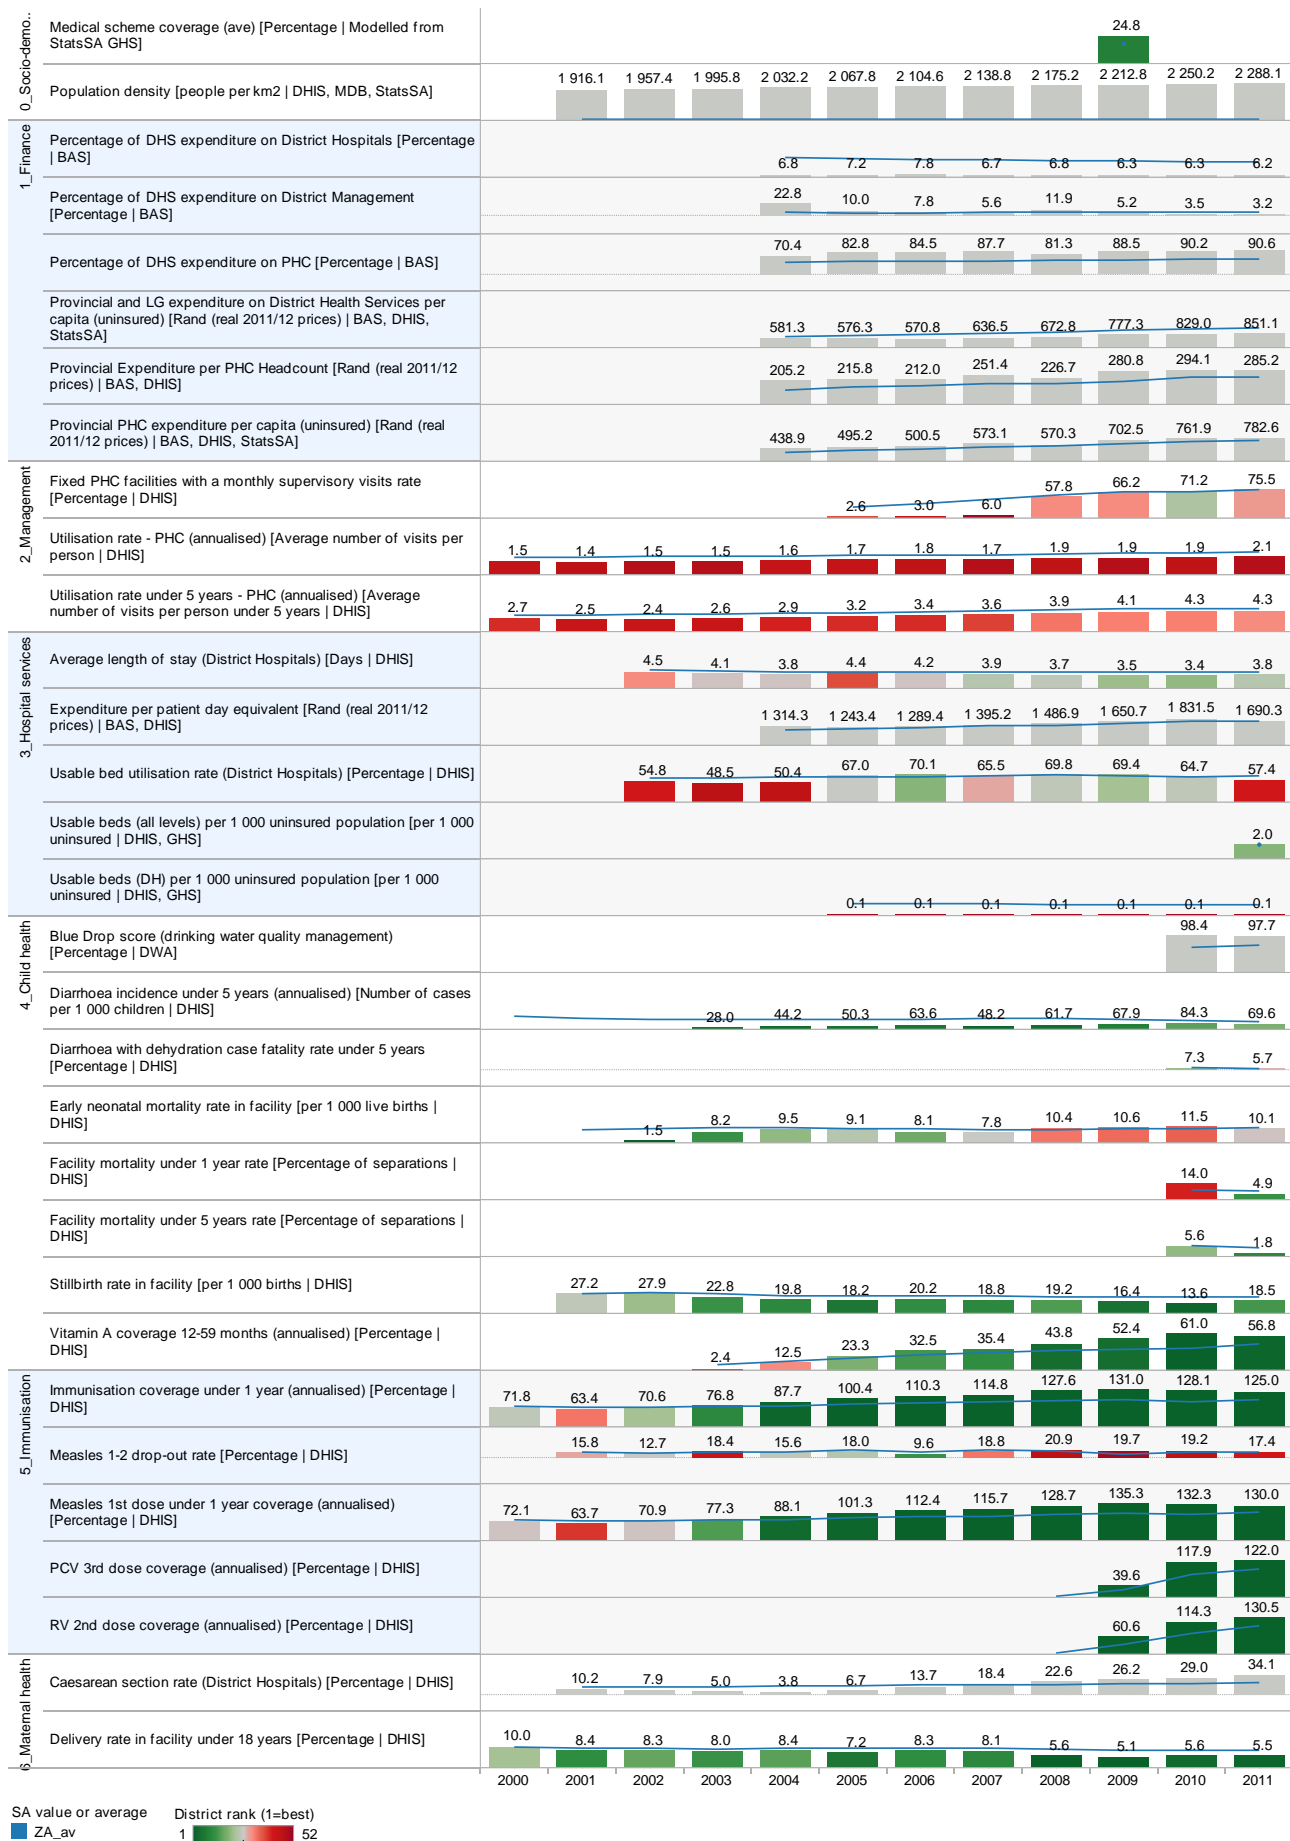 0_Socio-demo..
Medical scheme coverage (ave) [Percentage | Modelled from
StatsSA GHS]
24.8
Population density [people per km2 | DHIS, MDB, StatsSA]
1 916.1 1 957.4 1 995.8 2 032.2 2 067.8 2 104.6 2 138.8 2 175.2 2 212.8 2 250.2 2 288.1
1_Finance
Percentage of DHS expenditure on District Hospitals [Percentage
| BAS]
6.8 7.2 7.8 6.7 6.8 6.3 6.3 6.2
Percentage of DHS expenditure on District Management
[Percentage | BAS]
22.8 10.0 7.8 5.6 11.9 5.2 3.5 3.2
Percentage of DHS expenditure on PHC [Percentage | BAS]
70.4 82.8 84.5 87.7 81.3 88.5 90.2 90.6
Provincial and LG expenditure on District Health Services per
capita (uninsured) [Rand (real 2011/12 prices) | BAS, DHIS,
StatsSA]
581.3 576.3 570.8 636.5 672.8 777.3 829.0 851.1
Provincial Expenditure per PHC Headcount [Rand (real 2011/12
prices) | BAS, DHIS]
205.2 215.8 212.0 251.4 226.7 280.8 294.1 285.2
Provincial PHC expenditure per capita (uninsured) [Rand (real
2011/12 prices) | BAS, DHIS, StatsSA]
438.9 495.2 500.5 573.1 570.3 702.5 761.9 782.6
2_Management
Fixed PHC facilities with a monthly supervisory visits rate
[Percentage | DHIS]
2.6 3.0 6.0 57.8 66.2 71.2 75.5
Utilisation rate - PHC (annualised) [Average number of visits per
person | DHIS]
1.5 1.4 1.5 1.5 1.6 1.7 1.8 1.7 1.9 1.9 1.9 2.1
Utilisation rate under 5 years - PHC (annualised) [Average
number of visits per person under 5 years | DHIS]
2.7 2.5 2.4 2.6 2.9 3.2 3.4 3.6 3.9 4.1 4.3 4.3
3_Hospital services
Average length of stay (District Hospitals) [Days | DHIS]
4.5 4.1 3.8 4.4 4.2 3.9 3.7 3.5 3.4 3.8
Expenditure per patient day equivalent [Rand (real 2011/12
prices) | BAS, DHIS]
1 314.3 1 243.4 1 289.4 1 395.2 1 486.9 1 650.7 1 831.5 1 690.3
Usable bed utilisation rate (District Hospitals) [Percentage | DHIS]
54.8 48.5 50.4 67.0 70.1 65.5 69.8 69.4 64.7 57.4
Usable beds (all levels) per 1 000 uninsured population [per 1 000
uninsured | DHIS, GHS]
2.0
Usable beds (DH) per 1 000 uninsured population [per 1 000
uninsured | DHIS, GHS]
0.1 0.1 0.1 0.1 0.1 0.1 0.1
4_Child health
Blue Drop score (drinking water quality management)
[Percentage | DWA]
98.4 97.7
Diarrhoea incidence under 5 years (annualised) [Number of cases
per 1 000 children | DHIS]
28.0 44.2 50.3 63.6 48.2 61.7 67.9 84.3 69.6
Diarrhoea with dehydration case fatality rate under 5 years
[Percentage | DHIS]
7.3 5.7
Early neonatal mortality rate in facility [per 1 000 live births |
DHIS]
1.5 8.2 9.5 9.1 8.1 7.8 10.4 10.6 11.5 10.1
Facility mortality under 1 year rate [Percentage of separations |
DHIS]
14.0 4.9
Facility mortality under 5 years rate [Percentage of separations |
DHIS]
5.6 1.8
Stillbirth rate in facility [per 1 000 births | DHIS]
27.2 27.9 22.8 19.8 18.2 20.2 18.8 19.2 16.4 13.6 18.5
Vitamin A coverage 12-59 months (annualised) [Percentage |
DHIS]
2.4 12.5 23.3 32.5 35.4 43.8 52.4 61.0 56.8
5_Immunisation
Immunisation coverage under 1 year (annualised) [Percentage |
DHIS]
71.8 63.4 70.6 76.8 87.7 100.4 110.3 114.8 127.6 131.0 128.1 125.0
Measles 1-2 drop-out rate [Percentage | DHIS]
15.8 12.7 18.4 15.6 18.0 9.6 18.8 20.9 19.7 19.2 17.4
Measles 1st dose under 1 year coverage (annualised)
[Percentage | DHIS]
72.1 63.7 70.9 77.3 88.1 101.3 112.4 115.7 128.7 135.3 132.3 130.0
PCV 3rd dose coverage (annualised) [Percentage | DHIS]
39.6 117.9 122.0
RV 2nd dose coverage (annualised) [Percentage | DHIS]
60.6 114.3 130.5
6_Maternal health
Caesarean section rate (District Hospitals) [Percentage | DHIS]
10.2 7.9 5.0 3.8 6.7 13.7 18.4 22.6 26.2 29.0 34.1
Delivery rate in facility under 18 years [Percentage | DHIS]
10.0 8.4 8.3 8.0 8.4 7.2 8.3 8.1 5.6 5.1 5.6 5.5
2000 2001 2002 2003 2004 2005 2006 2007 2008 2009 2010 2011
SA value or average
ZA_av
District rank (1=best)
1 52